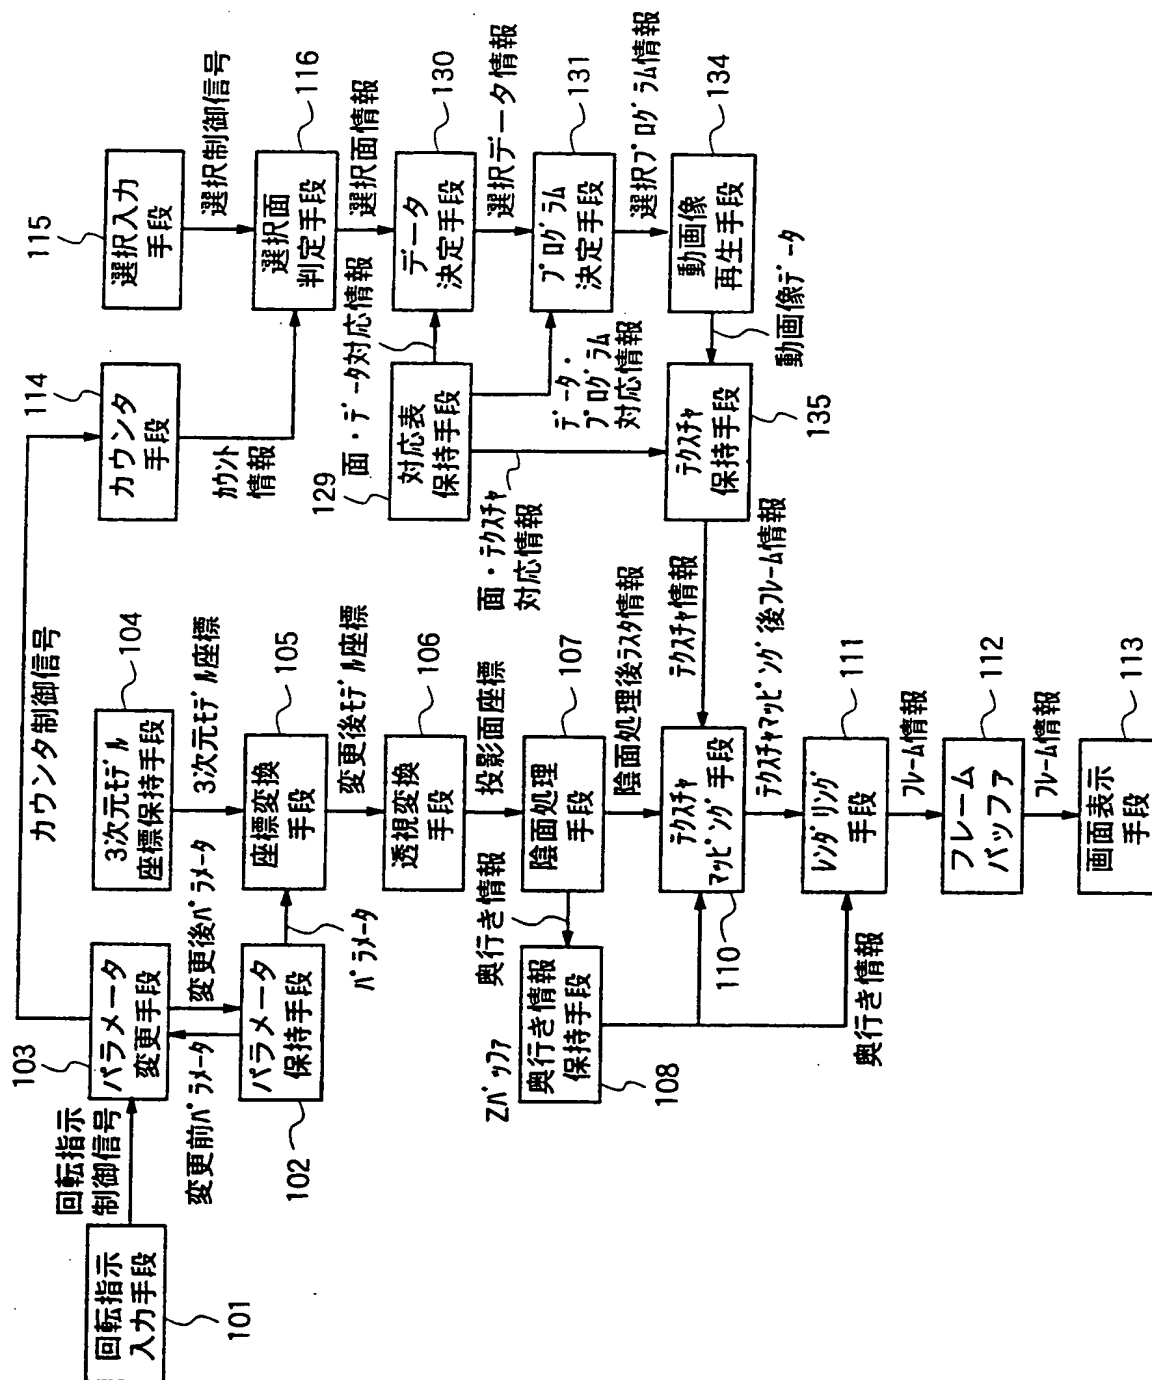 回転指示
入力手段
101
回転指示
制御信号
103
パラメータ
変更手段
変更前パラメータ
変更後パラメータ
パラメータ
保持手段
102
パラメータ
カウンタ制御信号
3次元モデル
座標保持手段
104
3次元モデル座標
座標変換
手段
105
変更後モデル座標
透視変換
手段
106
投影面座標
陰面処理
手段
107
奥行き情報
Zバッファ
奥行き情報
保持手段
108
陰面処理後ラスタ情報
テクスチャ
マッピング手段
110
テクスチャマッピング後フレーム情報
奥行き情報
レンダリング
手段
111
フレーム情報
フレーム
バッファ
112
フレーム情報
画面表示
手段
113
114
カウンタ
手段
カウント
情報
115
選択入力
手段
選択制御信号
選択面
判定手段
116
選択面情報
129
対応表
保持手段
面・データ対応情報
データ
決定手段
130
選択データ情報
データ・
プログラム
対応情報
プログラム
決定手段
131
選択プログラム情報
動画像
再生手段
134
動画像データ
面・テクスチャ
対応情報
テクスチャ
保持手段
135
テクスチャ情報